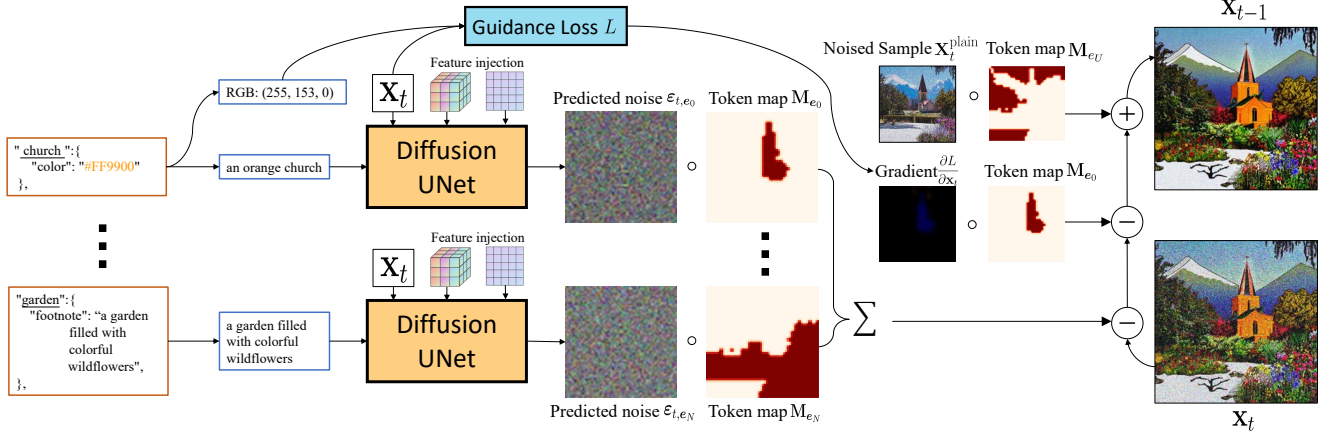 Guidance Loss L
X_{t-1}
Noised Sample X_t^{plain}
Token map M_{e_U}
RGB: (255, 153, 0)
X_t
Feature injection
Predicted noise ε_{t,e_0}
Token map M_{e_0}
" church ":{
"color": "#FF9900"
},
an orange church
Diffusion
UNet
Gradient ∂L/∂x_t
Token map M_{e_0}
+
−
"garden":{
"footnote": “a garden
filled with
colorful
wildflowers",
},
a garden filled
with colorful
wildflowers
X_t
Feature injection
Diffusion
UNet
∑
−
Predicted noise ε_{t,e_N}
Token map M_{e_N}
X_t